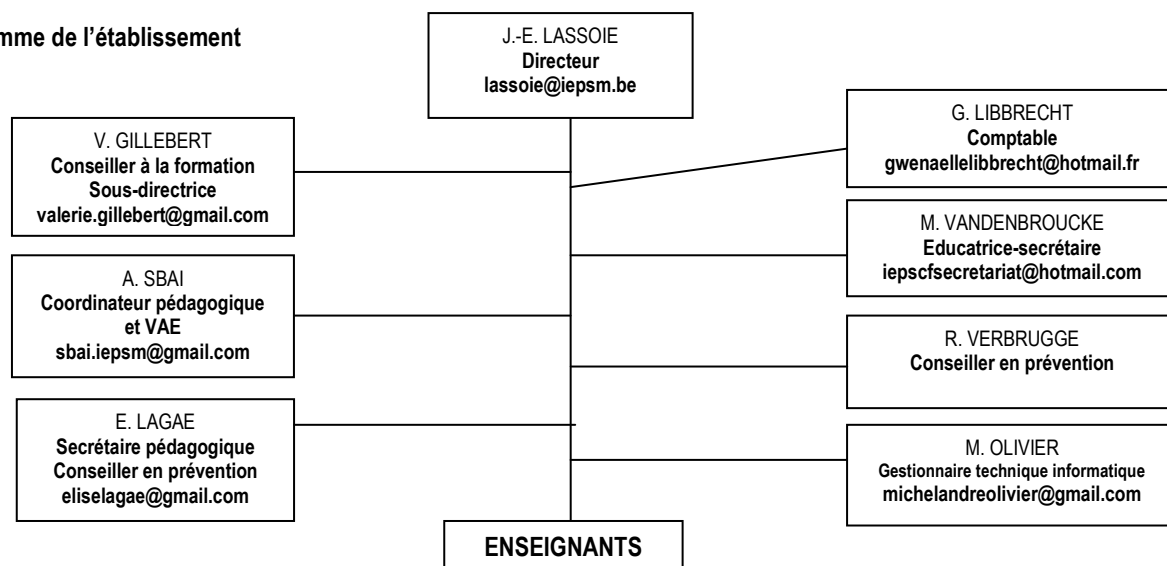 mme de l'établissement
J.-E. LASSOIE
Directeur
lassoie@iepsm.be
V. GILLEBERT
Conseiller à la formation
Sous-directrice
valerie.gillebert@gmail.com
G. LIBBRECHT
Comptable
gwenaellelibbrecht@hotmail.fr
M. VANDENBROUCKE
Educatrice-secrétaire
iepscfsecretariat@hotmail.com
A. SBAI
Coordinateur pédagogique
et VAE
sbai.iepsm@gmail.com
R. VERBRUGGE
Conseiller en prévention
E. LAGAE
Secrétaire pédagogique
Conseiller en prévention
eliselagae@gmail.com
M. OLIVIER
Gestionnaire technique informatique
michelandreolivier@gmail.com
ENSEIGNANTS